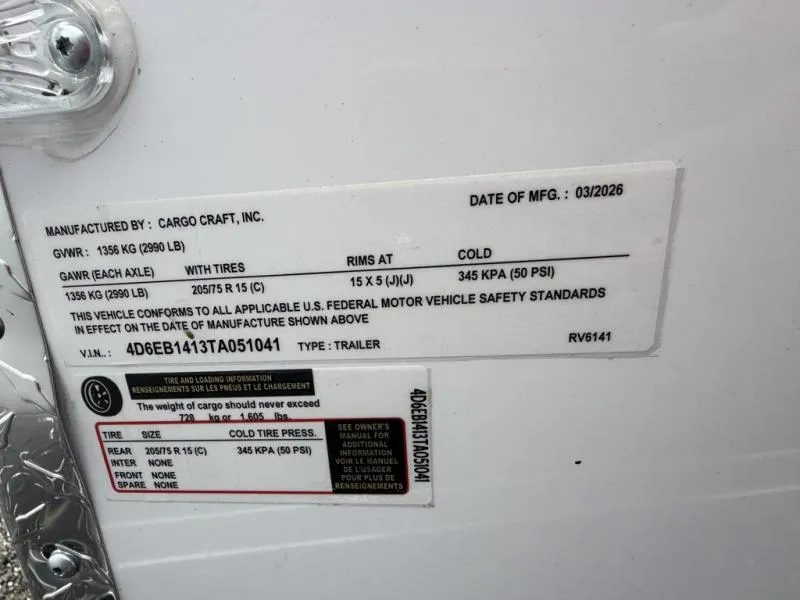 MANUFACTURED BY : CARGO CRAFT, INC. DATE OF MFG. : 03/2026
GVWR : 1356 KG (2990 LB)
GAWR (EACH AXLE) WITH TIRES RIMS AT COLD
1356 KG (2990 LB) 205/75 R 15 (C) 15 X 5 (J)(J) 345 KPA (50 PSI)
THIS VEHICLE CONFORMS TO ALL APPLICABLE U.S. FEDERAL MOTOR VEHICLE SAFETY STANDARDS
IN EFFECT ON THE DATE OF MANUFACTURE SHOWN ABOVE
V.I.N.. : 4D6EB1413TA051041 TYPE : TRAILER RV6141
TIRE AND LOADING INFORMATION
RENSEIGNEMENTS SUR LES PNEUS ET LE CHARGEMENT
The weight of cargo should never exceed
728 kg or 1,605 lbs.
TIRE SIZE COLD TIRE PRESS.
REAR 205/75 R 15 (C) 345 KPA (50 PSI)
INTER NONE
FRONT NONE
SPARE NONE
SEE OWNER'S
MANUAL FOR
ADDITIONAL
INFORMATION
VOIR LE MANUEL
DE L'USAGER
POUR PLUS DE
RENSEIGNEMENTS
4D6EB1413TA051041